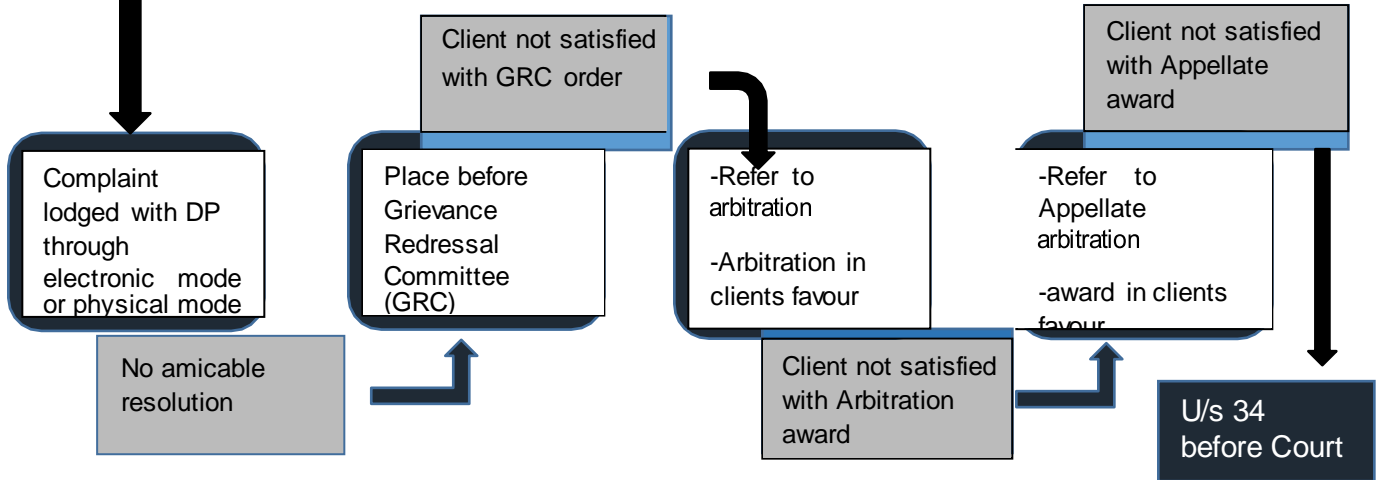 Complaint
lodged with DP
through
electronic mode
or physical mode
No amicable
resolution
Place before
Grievance
Redressal
Committee
(GRC)
Client not satisfied
with GRC order
-Refer to
arbitration
-Arbitration in
clients favour
Client not satisfied
with Arbitration
award
-Refer to
Appellate
arbitration
-award in clients
favour
Client not satisfied
with Appellate
award
U/s 34
before Court